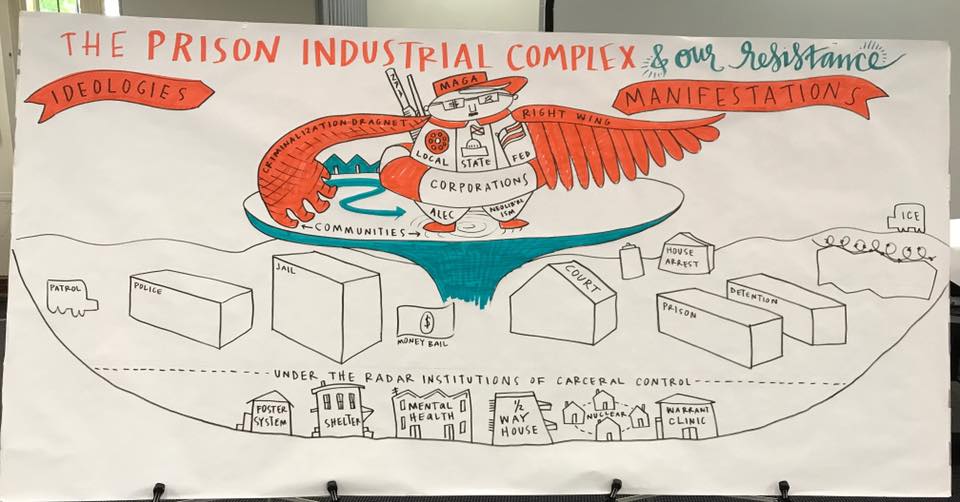 THE PRISON INDUSTRIAL COMPLEX & our resistance
IDEOLOGIES
MANIFESTATIONS
MAGA
CRIMINALIZATION DRAGNET
RIGHT WING
LOCAL
STATE
FED
CORPORATIONS
ALEC
NEOLIBERAL
ISM
←COMMUNITIES→
ICE
PATROL
POLICE
JAIL
$
MONEY BAIL
COURT
HOUSE
ARREST
PRISON
DETENTION
UNDER THE RADAR INSTITUTIONS OF CARCERAL CONTROL
FOSTER
SYSTEM
SHELTER
MENTAL
HEALTH
1/2
WAY
HOUSE
NUCLEAR
WARRANT
CLINIC